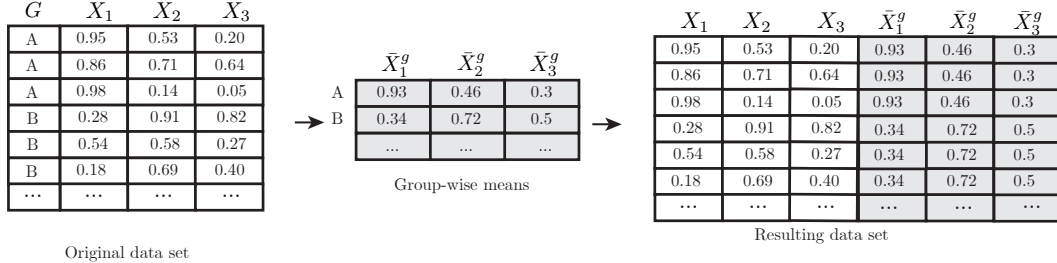 G X₁ X₂ X₃
A 0.95 0.53 0.20
A 0.86 0.71 0.64
A 0.98 0.14 0.05
B 0.28 0.91 0.82
B 0.54 0.58 0.27
B 0.18 0.69 0.40
... ... ... ...
Original data set
X̄₁ᵍ X̄₂ᵍ X̄₃ᵍ
A 0.93 0.46 0.3
B 0.34 0.72 0.5
... ... ...
Group-wise means
X₁ X₂ X₃ X̄₁ᵍ X̄₂ᵍ X̄₃ᵍ
0.95 0.53 0.20 0.93 0.46 0.3
0.86 0.71 0.64 0.93 0.46 0.3
0.98 0.14 0.05 0.93 0.46 0.3
0.28 0.91 0.82 0.34 0.72 0.5
0.54 0.58 0.27 0.34 0.72 0.5
0.18 0.69 0.40 0.34 0.72 0.5
... ... ... ... ... ...
Resulting data set